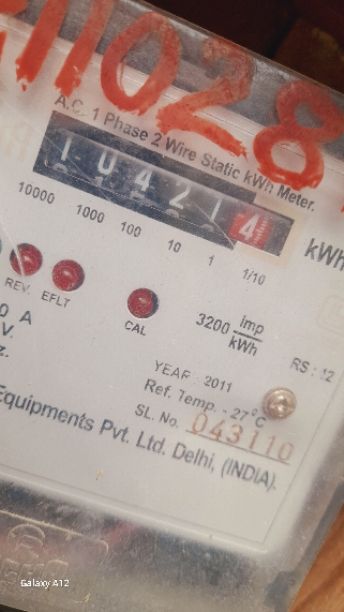 11028
A.C. 1 Phase 2 Wire Static kWh Meter.
1 0 4 2 1 4
10000 1000 100 10 1 1/10
kWh
REV. EFLT CAL
3200 imp/kWh
0 A
V.
z.
YEAR 2011
RS : 12
Ref. Temp. - 27°C
SL. No. 043110
Equipments Pvt. Ltd. Delhi, (INDIA).
Galaxy A12